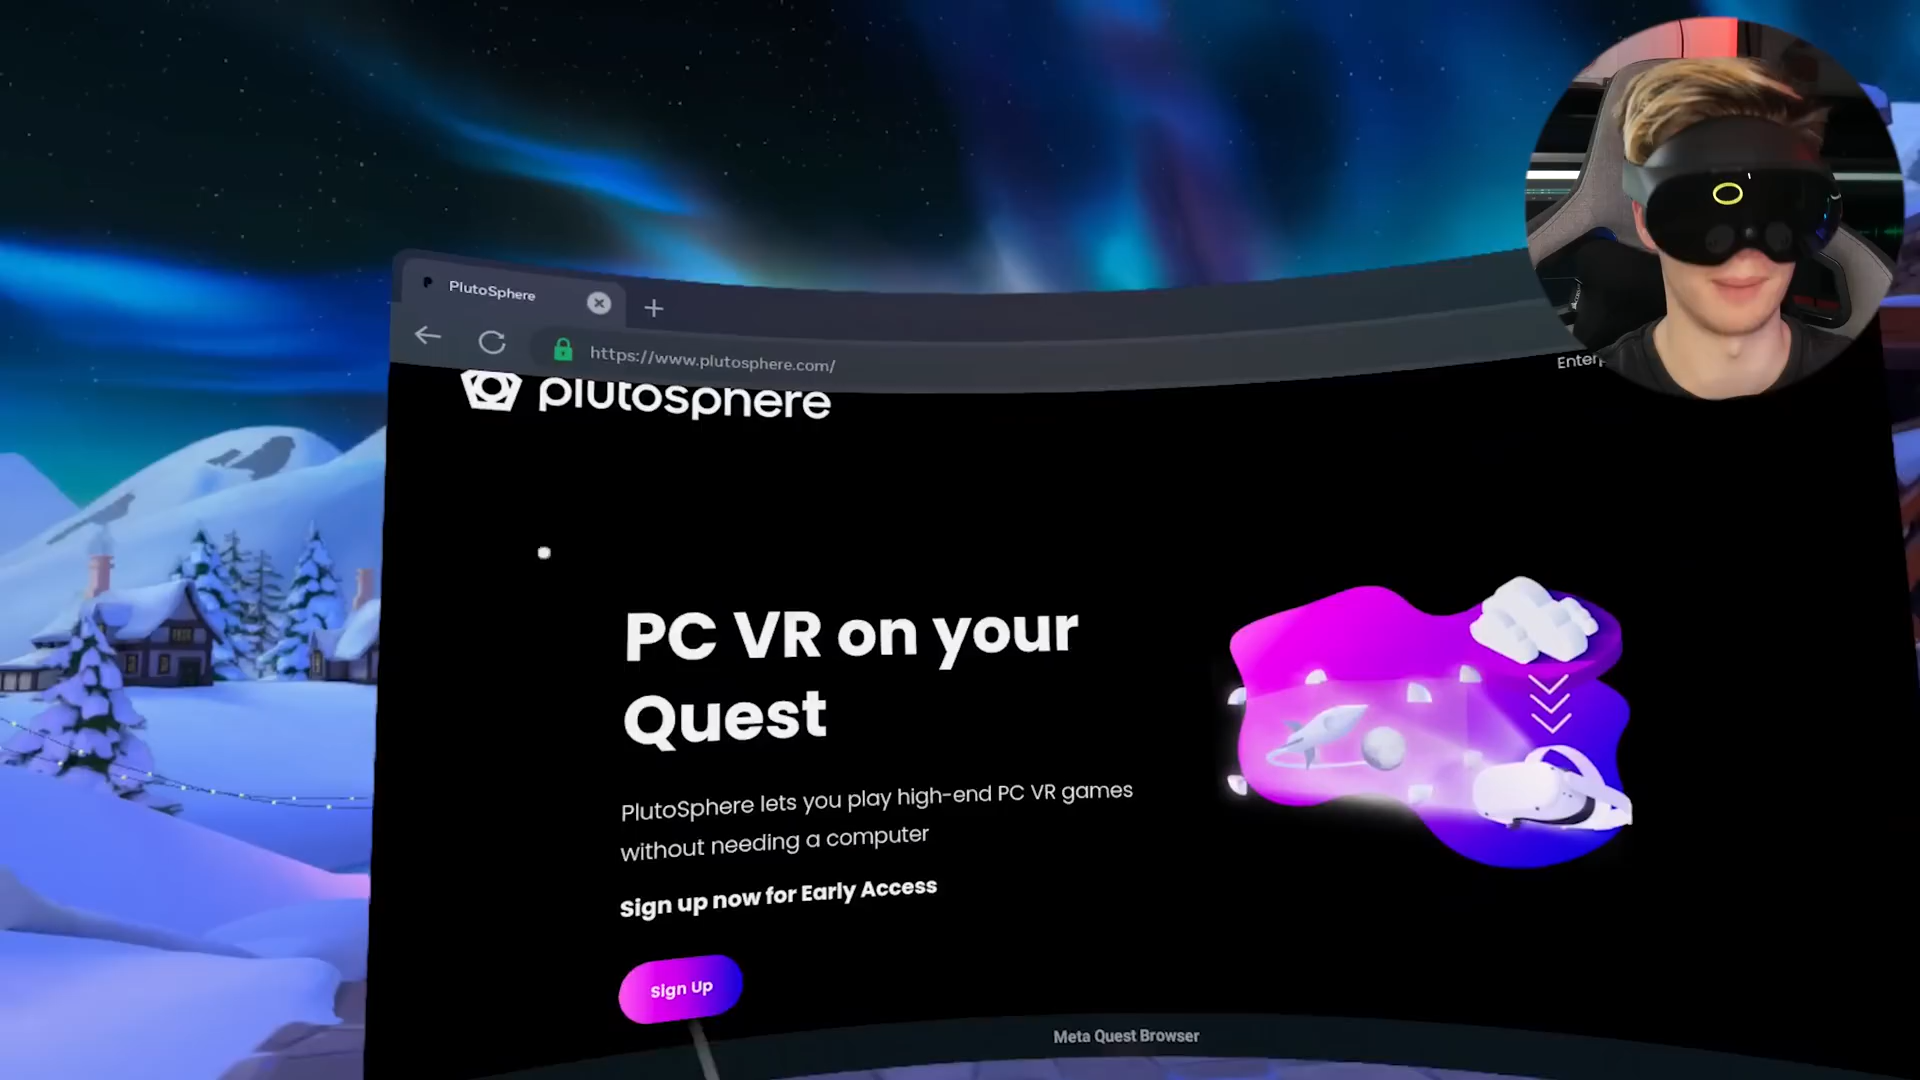 PlutoSphere
https://www.plutosphere.com/
plutosphere
PC VR on your
Quest
PlutoSphere lets you play high-end PC VR games
without needing a computer
Sign up now for Early Access
Sign Up
Meta Quest Browser